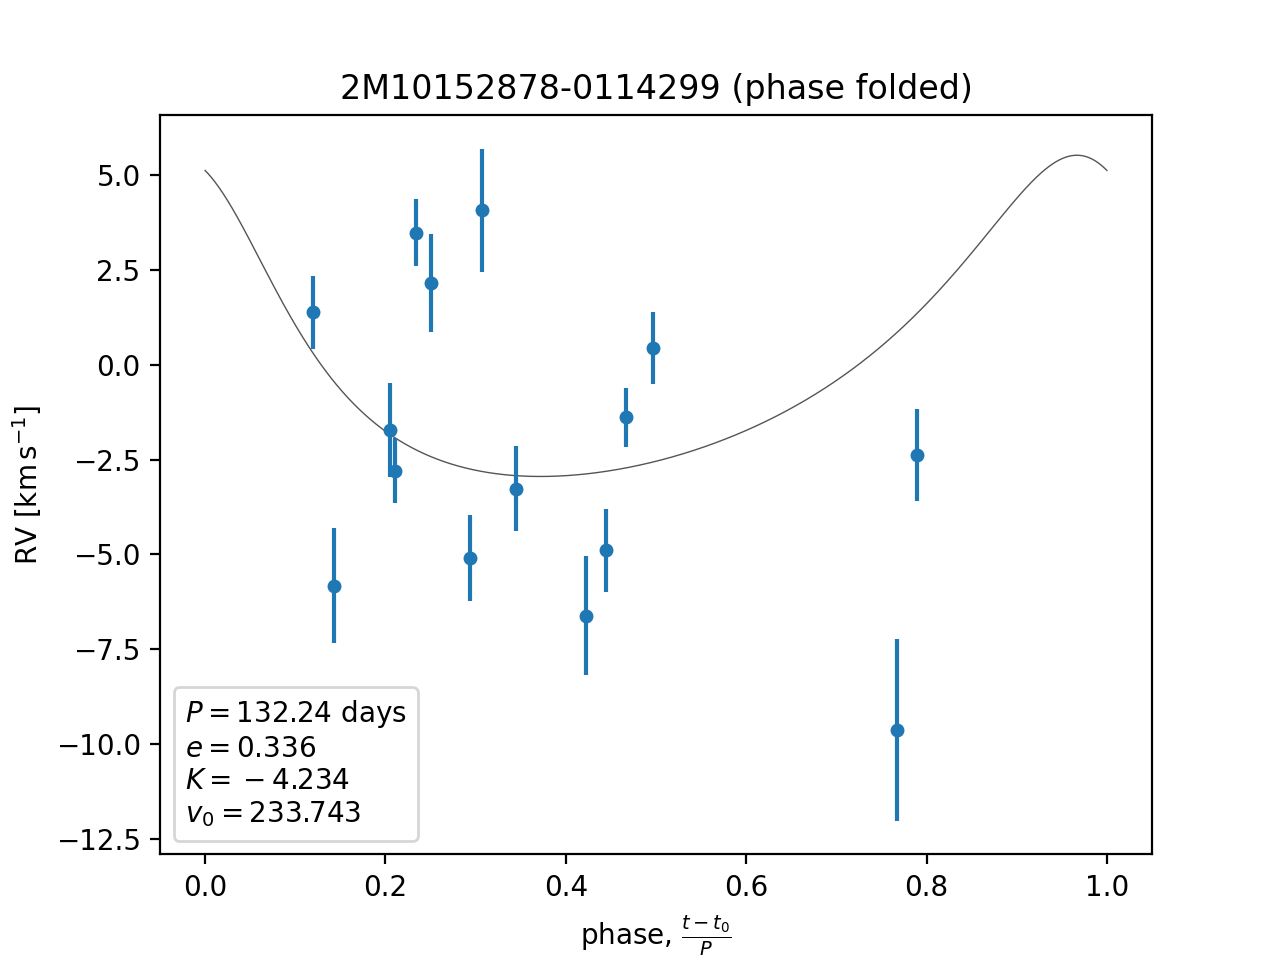 2M10152878-0114299 (phase folded)
RV [km s⁻¹]
5.0
2.5
0.0
−2.5
−5.0
−7.5
−10.0
−12.5
P = 132.24 days
e = 0.336
K = −4.234
v₀ = 233.743
0.0 0.2 0.4 0.6 0.8 1.0
phase, (t − t₀)/P